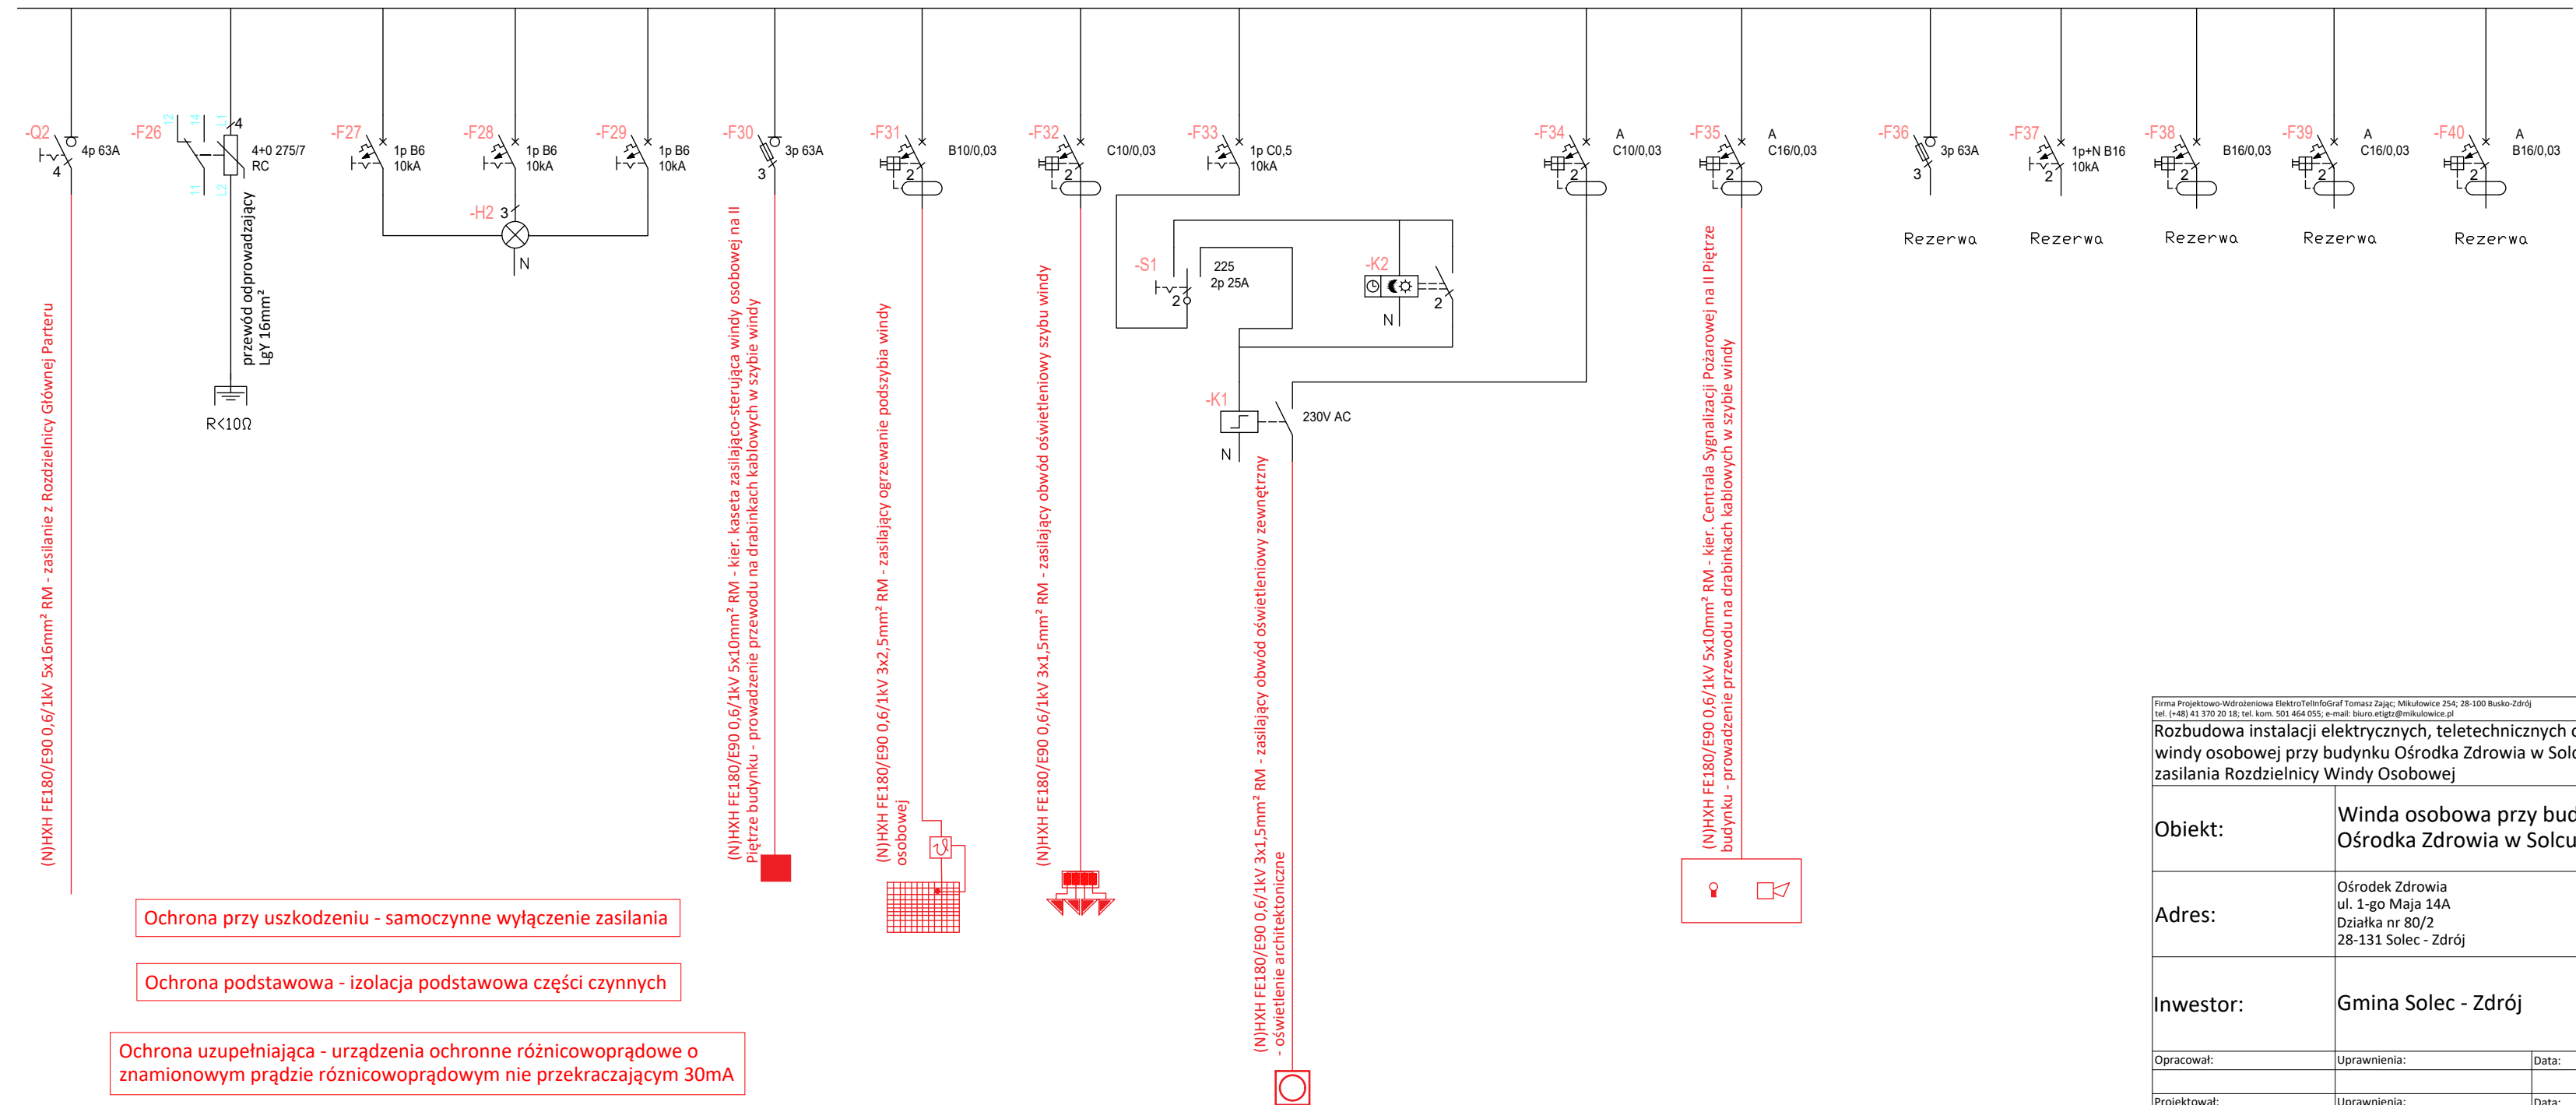 -Q2
4p 63A
4
-F26
12
14
11
L1
L2
4
4+0 275/7
RC
przewód odprowadzający
LgY 16mm²
R<10Ω
-F27
1p B6
10kA
-F28
1p B6
10kA
-F29
1p B6
10kA
-H2
3
N
-F30
3p 63A
3
-F31
B10/0,03
2
-F32
C10/0,03
2
-F33
1p C0,5
10kA
-S1
225
2p 25A
2
-K2
2
N
-K1
230V AC
N
-F34
A
C10/0,03
2
-F35
A
C16/0,03
2
-F36
3p 63A
3
Rezerwa
-F37
1p+N B16
10kA
2
Rezerwa
-F38
B16/0,03
2
Rezerwa
-F39
A
C16/0,03
2
Rezerwa
-F40
A
B16/0,03
2
Rezerwa
(N)HXH FE180/E90 0,6/1kV 5x16mm² RM - zasilanie z Rozdzielnicy Głównej Parteru
(N)HXH FE180/E90 0,6/1kV 5x10mm² RM - kier. kaseta zasilająco-sterująca windy osobowej na II
Piętrze budynku - prowadzenie przewodu na drabinkach kablowych w szybie windy
(N)HXH FE180/E90 0,6/1kV 3x2,5mm² RM - zasilający ogrzewanie podszybia windy
osobowej
(N)HXH FE180/E90 0,6/1kV 3x1,5mm² RM - zasilający obwód oświetleniowy szybu windy
(N)HXH FE180/E90 0,6/1kV 3x1,5mm² RM - zasilający obwód oświetleniowy zewnętrzny
- oświetlenie architektoniczne
(N)HXH FE180/E90 0,6/1kV 5x10mm² RM - kier. Centrala Sygnalizacji Pożarowej na II Piętrze
budynku - prowadzenie przewodu na drabinkach kablowych w szybie windy
Ochrona przy uszkodzeniu - samoczynne wyłączenie zasilania
Ochrona podstawowa - izolacja podstawowa części czynnych
Ochrona uzupełniająca - urządzenia ochronne różnicowoprądowe o
znamionowym prądzie róznicowoprądowym nie przekraczającym 30mA
Firma Projektowo-Wdrożeniowa ElektroTelInfoGraf Tomasz Zając; Mikułowice 254; 28-100 Busko-Zdrój
tel. (+48) 41 370 20 18; tel. kom. 501 464 055; e-mail: biuro.etigtz@mikulowice.pl
Rozbudowa instalacji elektrycznych, teletechnicznych
windy osobowej przy budynku Ośrodka Zdrowia w
zasilania Rozdzielnicy Windy Osobowej
Obiekt:
Winda osobowa przy
Ośrodka Zdrowia w Solcu
Adres:
Ośrodek Zdrowia
ul. 1-go Maja 14A
Działka nr 80/2
28-131 Solec - Zdrój
Inwestor:
Gmina Solec - Zdrój
Opracował:
Uprawnienia:
Data:
Projektował:
Uprawnienia:
Data: